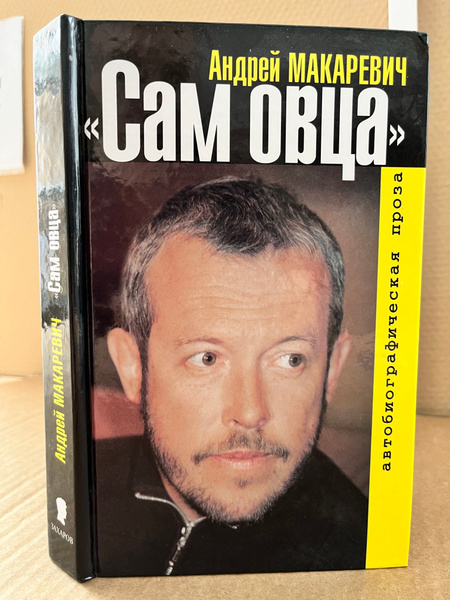 Андрей МАКАРЕВИЧ
«Сам овца»
автобиографическая проза
Андрей МАКАРЕВИЧ «Сам овца»
ЗАХАРОВ